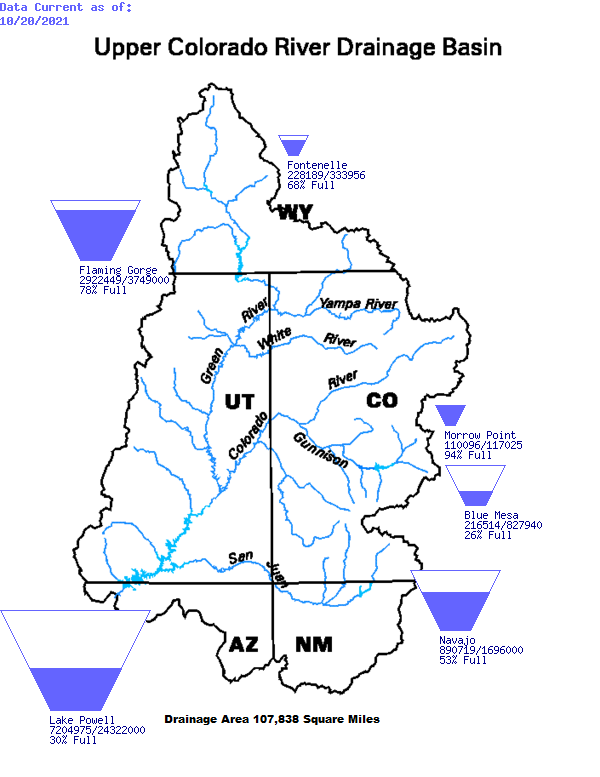 Data Current as of:
10/20/2021
Upper Colorado River Drainage Basin
Fontenelle
228189/333956
68% Full
WY
Flaming Gorge
2922449/3749000
78% Full
River
Yampa River
White
River
Green
River
UT
CO
Colorado
Gunnison
Morrow Point
110096/117025
94% Full
Blue Mesa
216514/827940
26% Full
San
Juan
AZ
NM
Navajo
890719/1696000
53% Full
Lake Powell
7204975/24322000
30% Full
Drainage Area 107,838 Square Miles